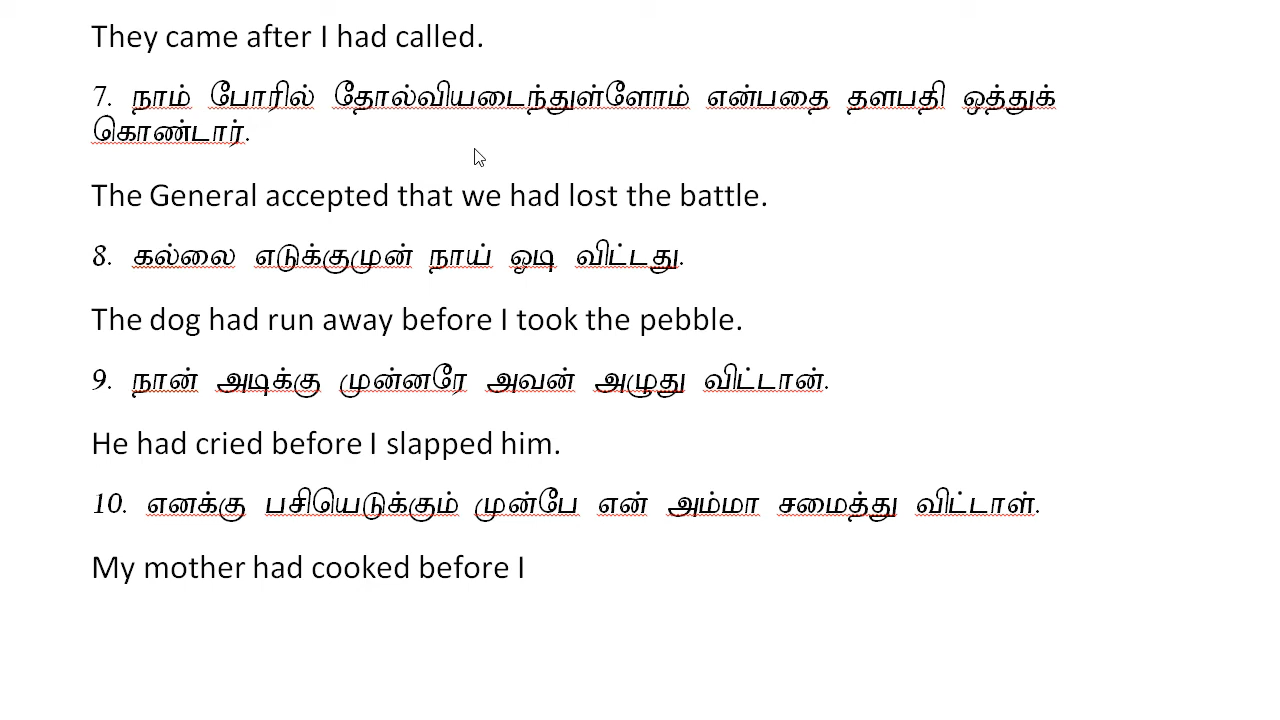 They came after I had called.
7. நாம் போரில் தோல்வியடைந்துள்ளோம் என்பதை தளபதி ஒத்துக்
கொண்டார்.
The General accepted that we had lost the battle.
8. கல்லை எடுக்குமுன் நாய் ஓடி விட்டது.
The dog had run away before I took the pebble.
9. நான் அடிக்கு முன்னரே அவன் அழுது விட்டான்.
He had cried before I slapped him.
10. எனக்கு பசியெடுக்கும் முன்பே என் அம்மா சமைத்து விட்டாள்.
My mother had cooked before I